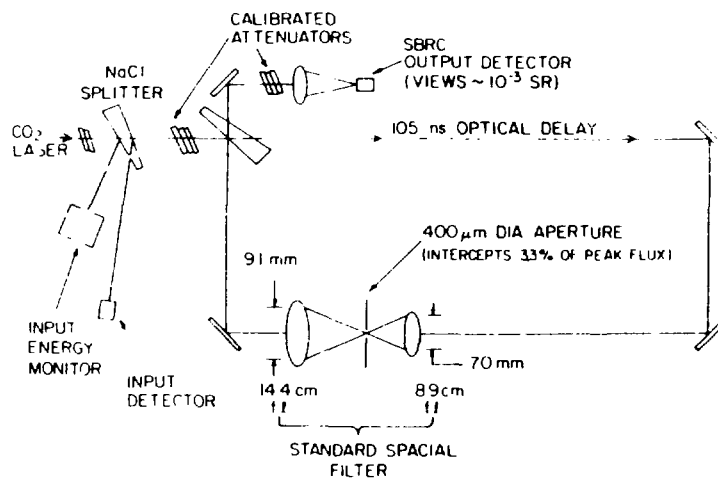 CALIBRATED
ATTENUATORS
SBRC
OUTPUT DETECTOR
(VIEWS ~ 10⁻³ SR)
NaCl
SPLITTER
CO₂
LASER
105 ns OPTICAL DELAY
400 μm DIA APERTURE
(INTERCEPTS 33% OF PEAK FLUX)
91 mm
INPUT
ENERGY
MONITOR
INPUT
DETECTOR
70 mm
144 cm
fl
89 cm
fl
STANDARD SPACIAL
FILTER